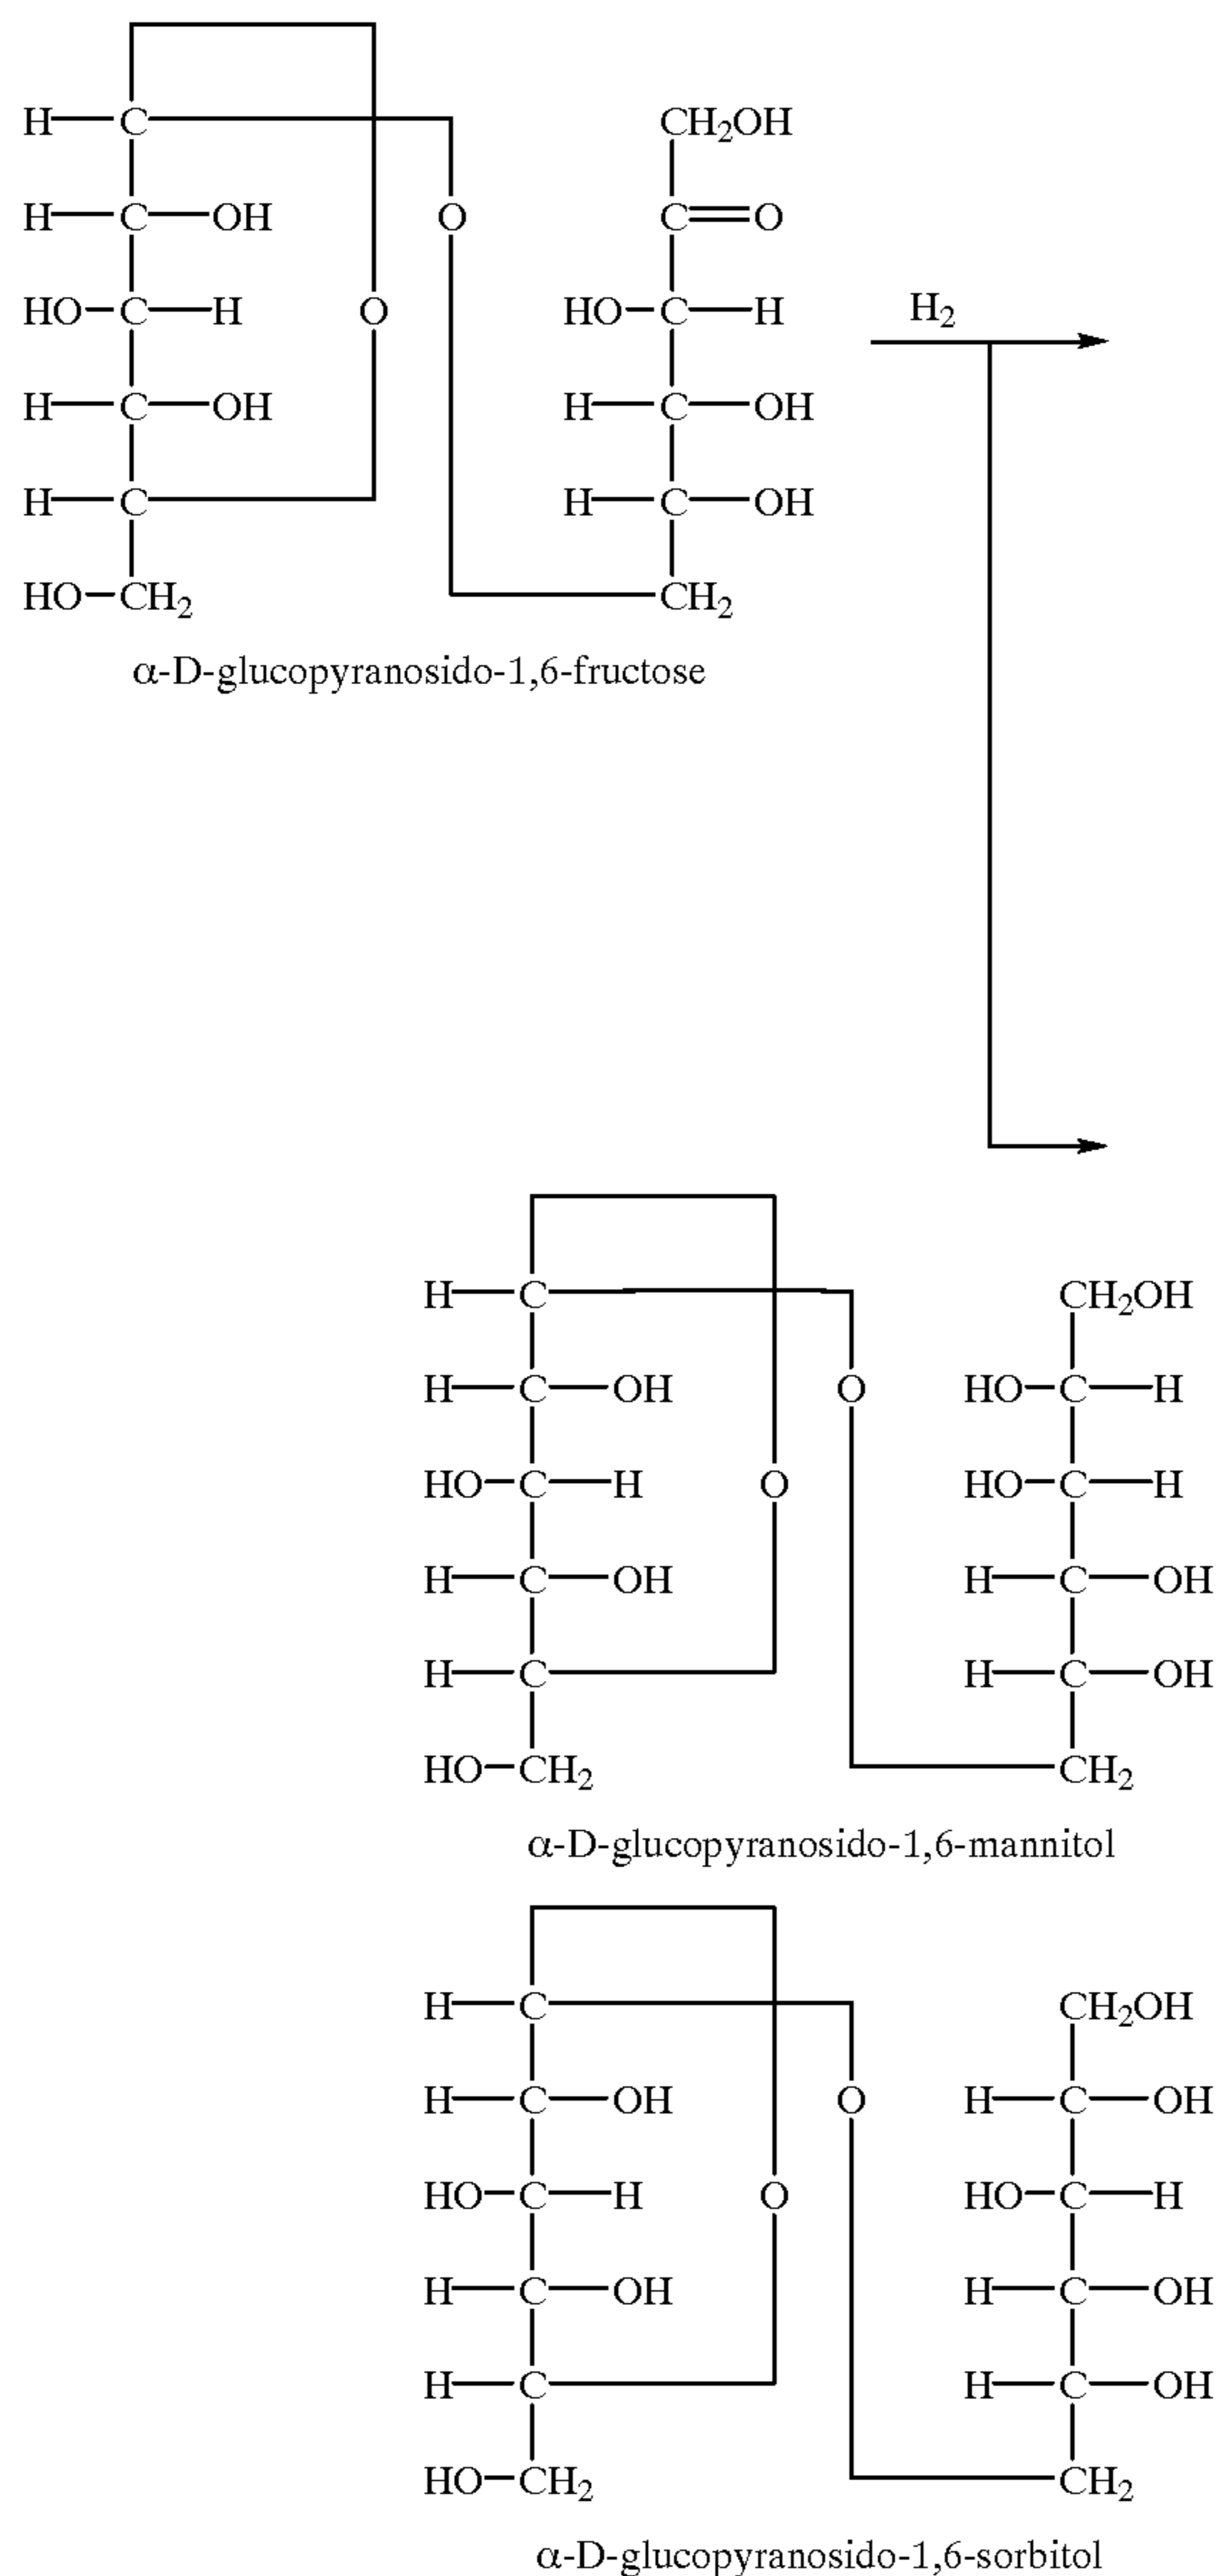 H C CH₂OH
H C OH O C O
HO C H O HO C H H₂
H C OH H C OH
H C H C OH
HO CH₂ CH₂
α-D-glucopyranosido-1,6-fructose
H C CH₂OH
H C OH O HO C H
HO C H O HO C H
H C OH H C OH
H C H C OH
HO CH₂ CH₂
α-D-glucopyranosido-1,6-mannitol
H C CH₂OH
H C OH O H C OH
HO C H O HO C H
H C OH H C OH
H C H C OH
HO CH₂ CH₂
α-D-glucopyranosido-1,6-sorbitol